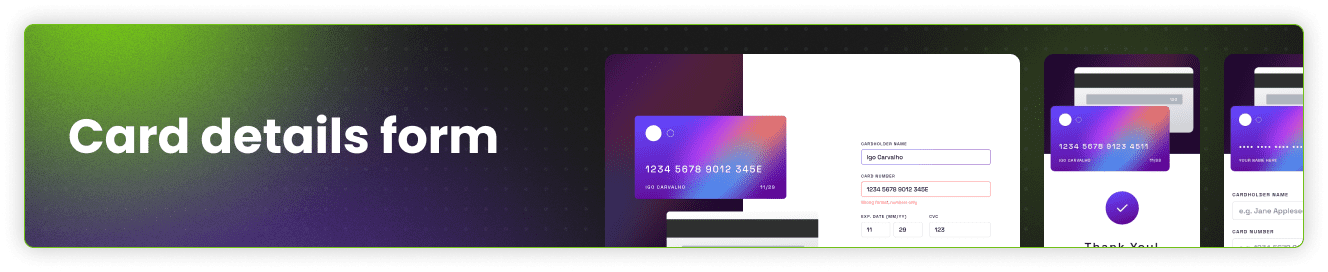 Card details form
1234 5678 9012 345E
IGO CARVALHO 11/29
CARDHOLDER NAME
Igo Carvalho
CARD NUMBER
1234 5678 9012 345E
Wrong format, numbers only
EXP. DATE (MM/YY) CVC
11 29 123
1234 5678 9123 4511
IGO CARVALHO 11/29
Thank You!
YOUR NAME HERE
CARDHOLDER NAME
e.g. Jane Applese
CARD NUMBER